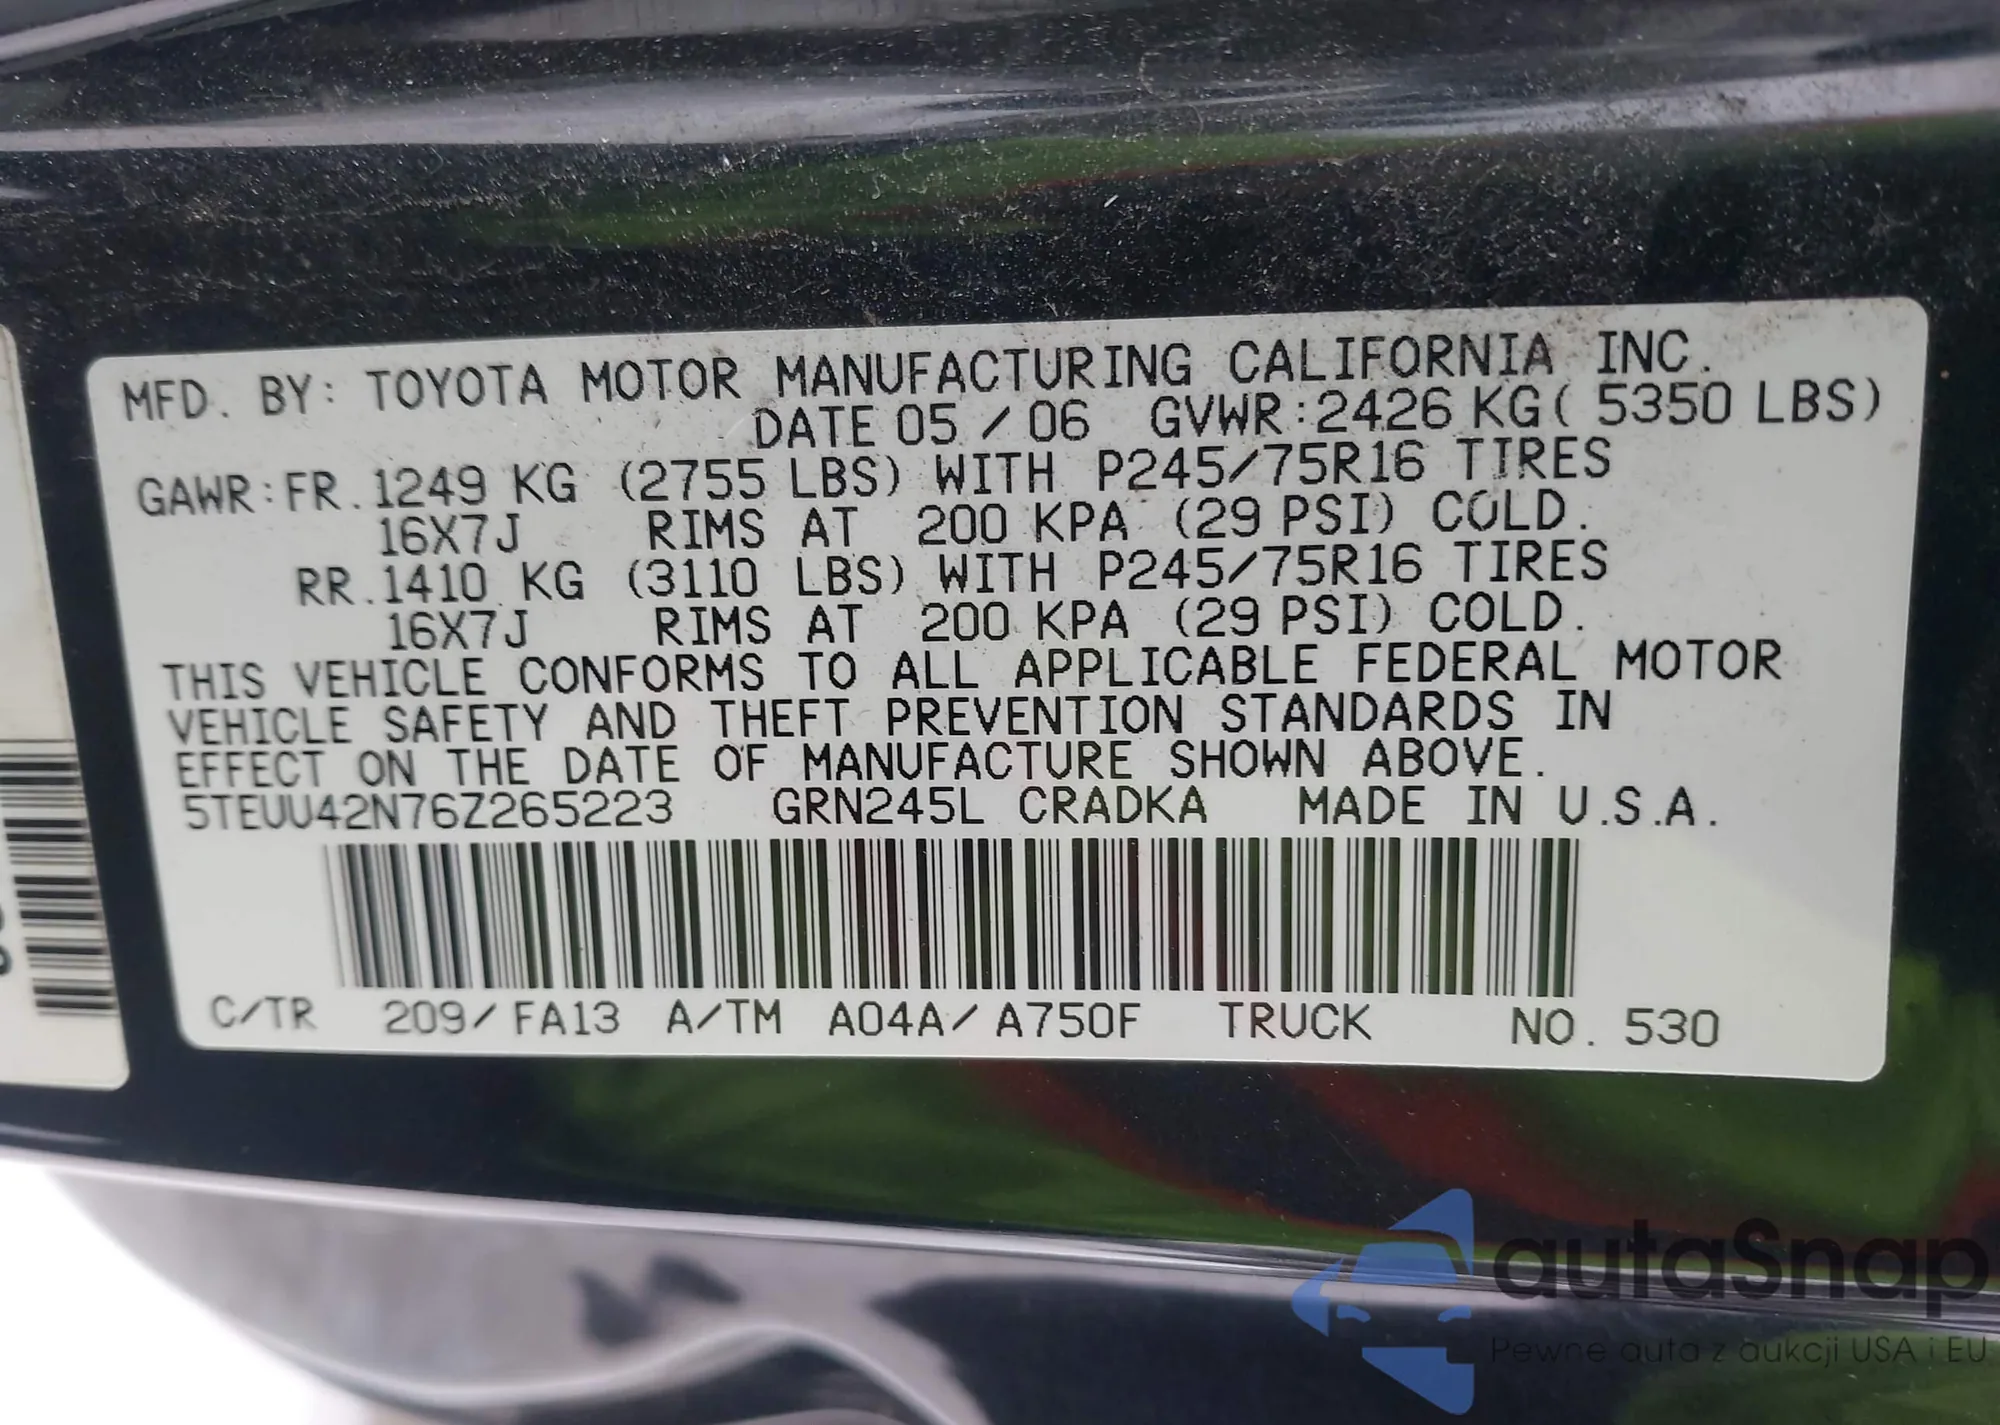 MFD. BY: TOYOTA MOTOR MANUFACTURING CALIFORNIA INC.
DATE 05 / 06 GVWR:2426 KG( 5350 LBS)
GAWR:FR. 1249 KG (2755 LBS) WITH P245/75R16 TIRES
16X7J RIMS AT 200 KPA (29 PSI) COLD.
RR. 1410 KG (3110 LBS) WITH P245/75R16 TIRES
16X7J RIMS AT 200 KPA (29 PSI) COLD.
THIS VEHICLE CONFORMS TO ALL APPLICABLE FEDERAL MOTOR
VEHICLE SAFETY AND THEFT PREVENTION STANDARDS IN
EFFECT ON THE DATE OF MANUFACTURE SHOWN ABOVE.
5TEUU42N76Z265223 GRN245L CRADKA MADE IN U.S.A.
C/TR 209/FA13 A/TM A04A/A750F TRUCK NO. 530
autaSnap
Pewne auta z aukcji USA i EU